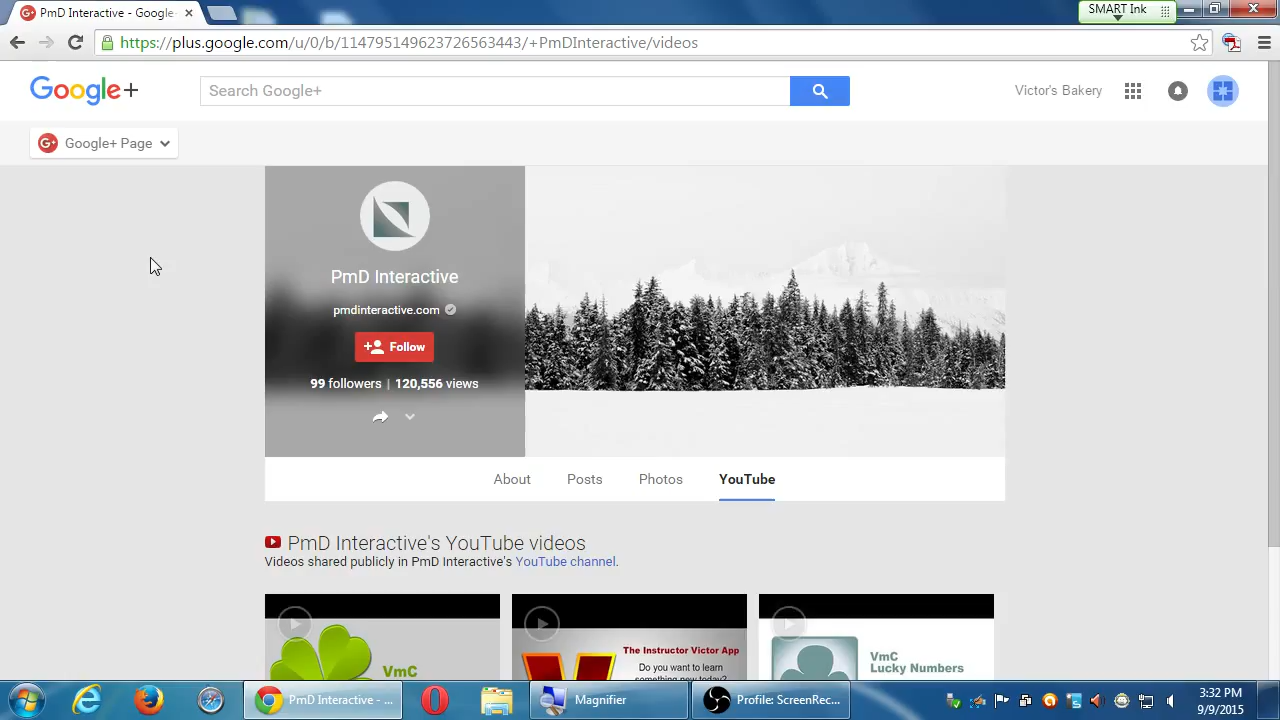 PmD Interactive - Google
SMART Ink
https://plus.google.com/u/0/b/114795149623726563443/+PmDInteractive/videos
Google+
Search Google+
Victor's Bakery
Google+ Page
PmD Interactive
pmdinteractive.com
Follow
99 followers | 120,556 views
About
Posts
Photos
YouTube
PmD Interactive's YouTube videos
Videos shared publicly in PmD Interactive's YouTube channel.
VmC
The Instructor Victor App
Do you want to learn
something new today?
VmC
Lucky Numbers
PmD Interactive - ...
Magnifier
Profile: ScreenRec...
3:32 PM
9/9/2015